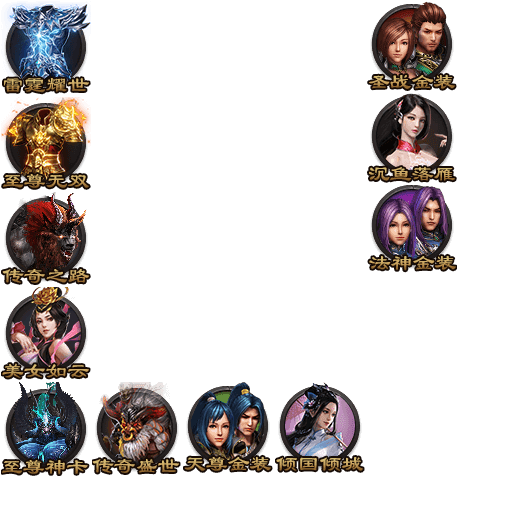 雷霆耀世
圣战金装
至尊无双
沉鱼落雁
传奇之路
法神金装
美女如云
至尊神卡
传奇盛世
天尊金装
倾国倾城